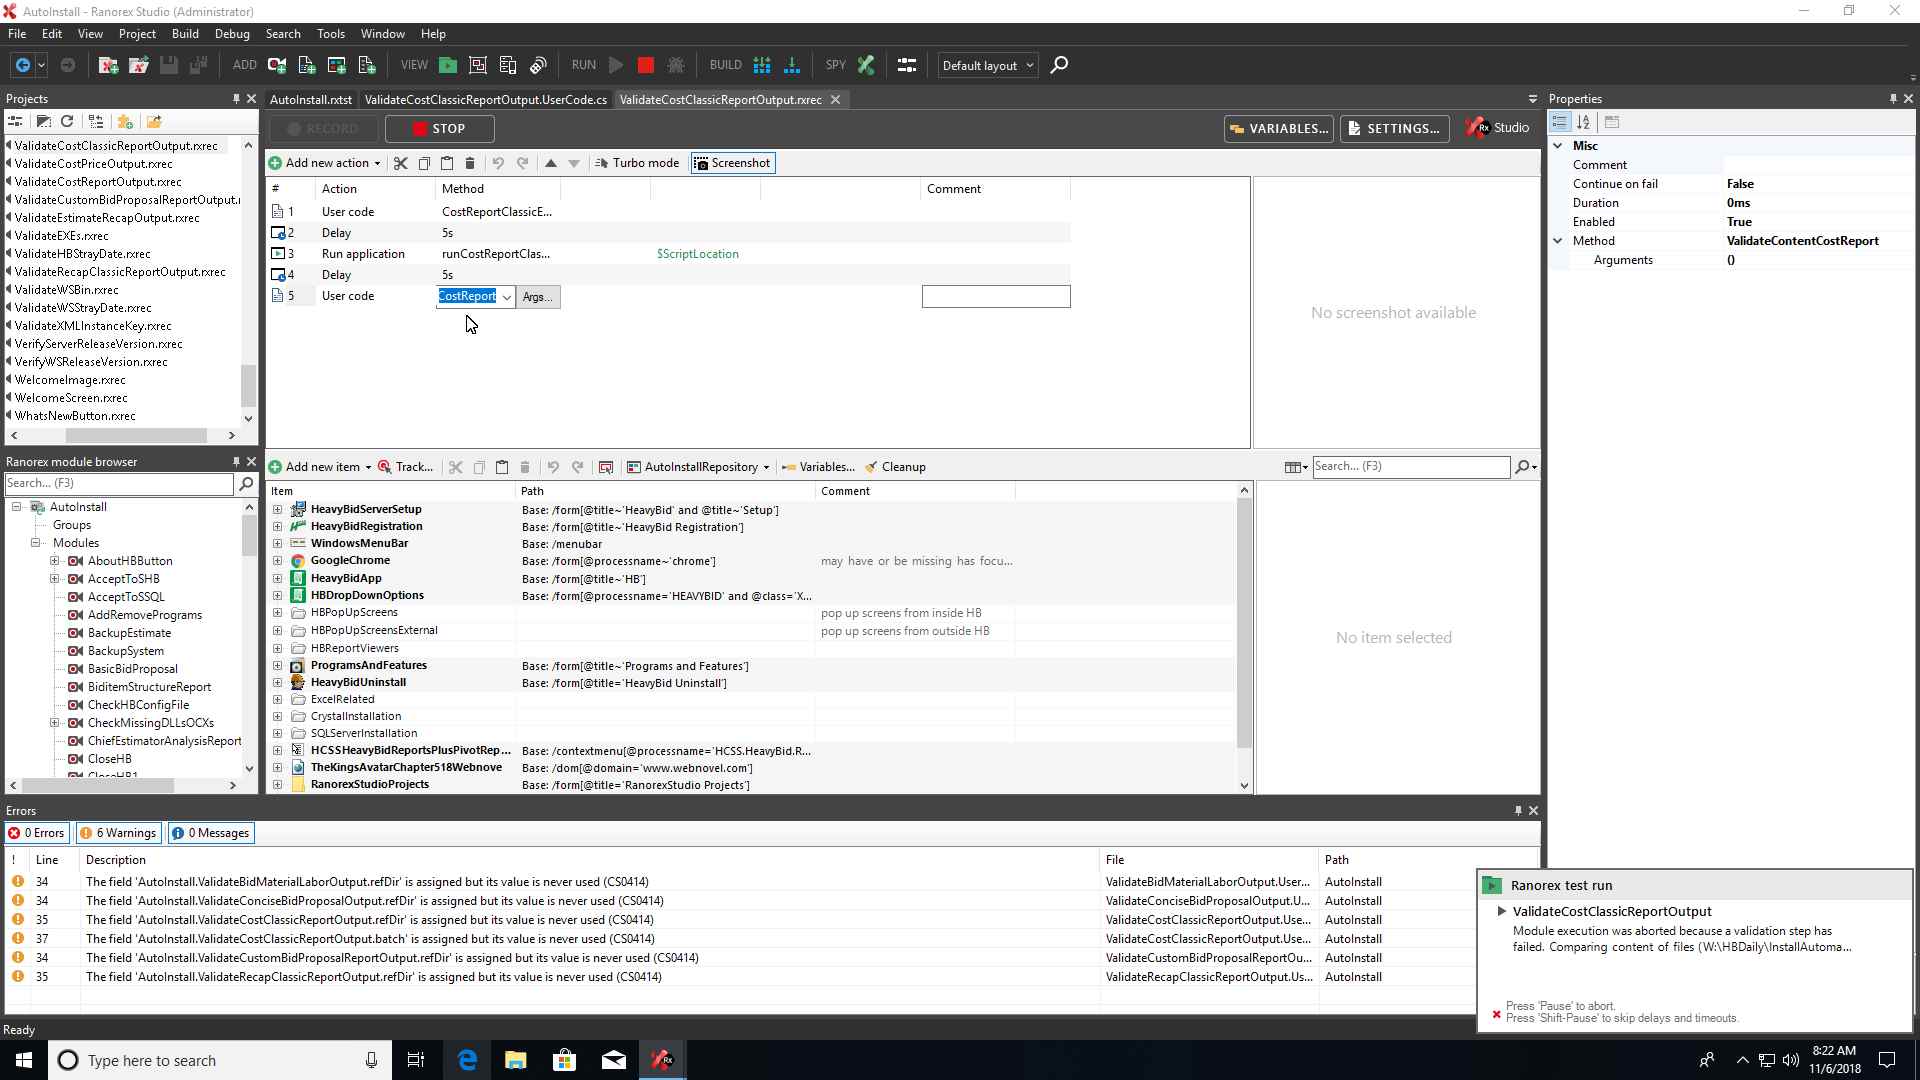 AutoInstall - Ranorex Studio (Administrator)
File Edit View Project Build Debug Search Tools Window Help
ADD VIEW RUN BUILD SPY Default layout
Projects
ValidateCostClassicReportOutput.rxrec
ValidateCostPriceOutput.rxrec
ValidateCostReportOutput.rxrec
ValidateCustomBidProposalReportOutput.r
ValidateEstimateRecapOutput.rxrec
ValidateEXEs.rxrec
ValidateHBStrayDate.rxrec
ValidateRecapClassicReportOutput.rxrec
ValidateWSBin.rxrec
ValidateWSStrayDate.rxrec
ValidateXMLInstanceKey.rxrec
VerifyServerReleaseVersion.rxrec
VerifyWSReleaseVersion.rxrec
WelcomeImage.rxrec
WelcomeScreen.rxrec
WhatsNewButton.rxrec
Ranorex module browser
Search... (F3)
AutoInstall
Groups
Modules
AboutHBButton
AcceptToSHB
AcceptToSSQL
AddRemovePrograms
BackupEstimate
BackupSystem
BasicBidProposal
BiditemStructureReport
CheckHBConfigFile
CheckMissingDLLsOCXs
ChiefEstimatorAnalysisReport
CloseHB
CloseHB1
AutoInstall.rxtst ValidateCostClassicReportOutput.UserCode.cs ValidateCostClassicReportOutput.rxrec
RECORD STOP VARIABLES... SETTINGS... Rx Studio
Add new action Turbo mode Screenshot
# Action Method Comment
1 User code CostReportClassicE...
2 Delay 5s
3 Run application runCostReportClas... $ScriptLocation
4 Delay 5s
5 User code CostReport Args...
No screenshot available
Add new item Track... AutoInstallRepository Variables... Cleanup Search... (F3)
Item Path Comment
HeavyBidServerSetup Base: /form[@title~'HeavyBid' and @title~'Setup']
HeavyBidRegistration Base: /form[@title~'HeavyBid Registration']
WindowsMenuBar Base: /menubar
GoogleChrome Base: /form[@processname~'chrome'] may have or be missing has focu...
HeavyBidApp Base: /form[@title~'HB']
HBDropDownOptions Base: /form[@processname='HEAVYBID' and @class='X...
HBPopUpScreens pop up screens from inside HB
HBPopUpScreensExternal pop up screens from outside HB
HBReportViewers
ProgramsAndFeatures Base: /form[@title~'Programs and Features']
HeavyBidUninstall Base: /form[@title='HeavyBid Uninstall']
ExcelRelated
CrystalInstallation
SQLServerInstallation
HCSSHeavyBidReportsPlusPivotRep... Base: /contextmenu[@processname='HCSS.HeavyBid.R...
TheKingsAvatarChapter518Webnove Base: /dom[@domain='www.webnovel.com']
RanorexStudioProjects Base: /form[@title='RanorexStudio Projects']
No item selected
Properties
Misc
Comment
Continue on fail False
Duration 0ms
Enabled True
Method ValidateContentCostReport
Arguments ()
Errors
0 Errors 6 Warnings 0 Messages
! Line Description File Path
34 The field 'AutoInstall.ValidateBidMaterialLaborOutput.refDir' is assigned but its value is never used (CS0414) ValidateBidMaterialLaborOutput.User... AutoInstall
34 The field 'AutoInstall.ValidateConciseBidProposalOutput.refDir' is assigned but its value is never used (CS0414) ValidateConciseBidProposalOutput.U... AutoInstall
35 The field 'AutoInstall.ValidateCostClassicReportOutput.refDir' is assigned but its value is never used (CS0414) ValidateCostClassicReportOutput.Use... AutoInstall
37 The field 'AutoInstall.ValidateCostClassicReportOutput.batch' is assigned but its value is never used (CS0414) ValidateCostClassicReportOutput.Use... AutoInstall
34 The field 'AutoInstall.ValidateCustomBidProposalReportOutput.refDir' is assigned but its value is never used (CS0414) ValidateCustomBidProposalReportOu... AutoInstall
35 The field 'AutoInstall.ValidateRecapClassicReportOutput.refDir' is assigned but its value is never used (CS0414) ValidateRecapClassicReportOutput.Us... AutoInstall
Ranorex test run
ValidateCostClassicReportOutput
Module execution was aborted because a validation step has
failed. Comparing content of files (W:\HBDaily\InstallAutoma...
Press 'Pause' to abort.
Press 'Shift-Pause' to skip delays and timeouts.
Ready
Type here to search
8:22 AM
11/6/2018